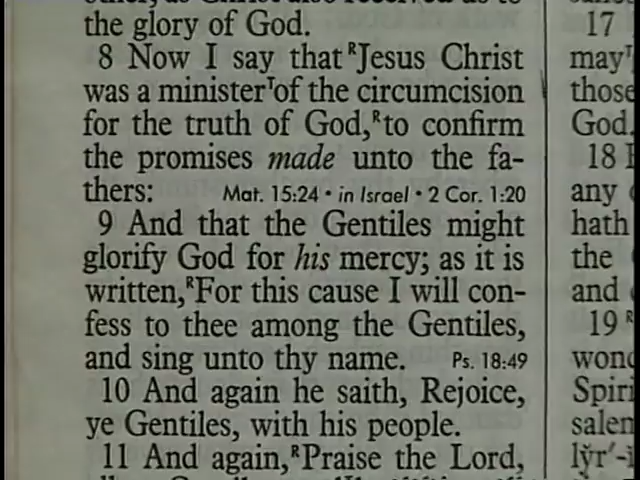 the glory of God.
8 Now I say that ᴿJesus Christ
was a ministerᵀof the circumcision
for the truth of God,ᴿto confirm
the promises made unto the fa-
thers: Mat. 15:24 • in Israel • 2 Cor. 1:20
9 And that the Gentiles might
glorify God for his mercy; as it is
written,ᴿFor this cause I will con-
fess to thee among the Gentiles,
and sing unto thy name. Ps. 18:49
10 And again he saith, Rejoice,
ye Gentiles, with his people.
11 And again,ᴿPraise the Lord,
17
mayᵀ
those
God
18
any
hath
the
and
19 ᴿ
wond
Spiri
salem
lȳr′-i